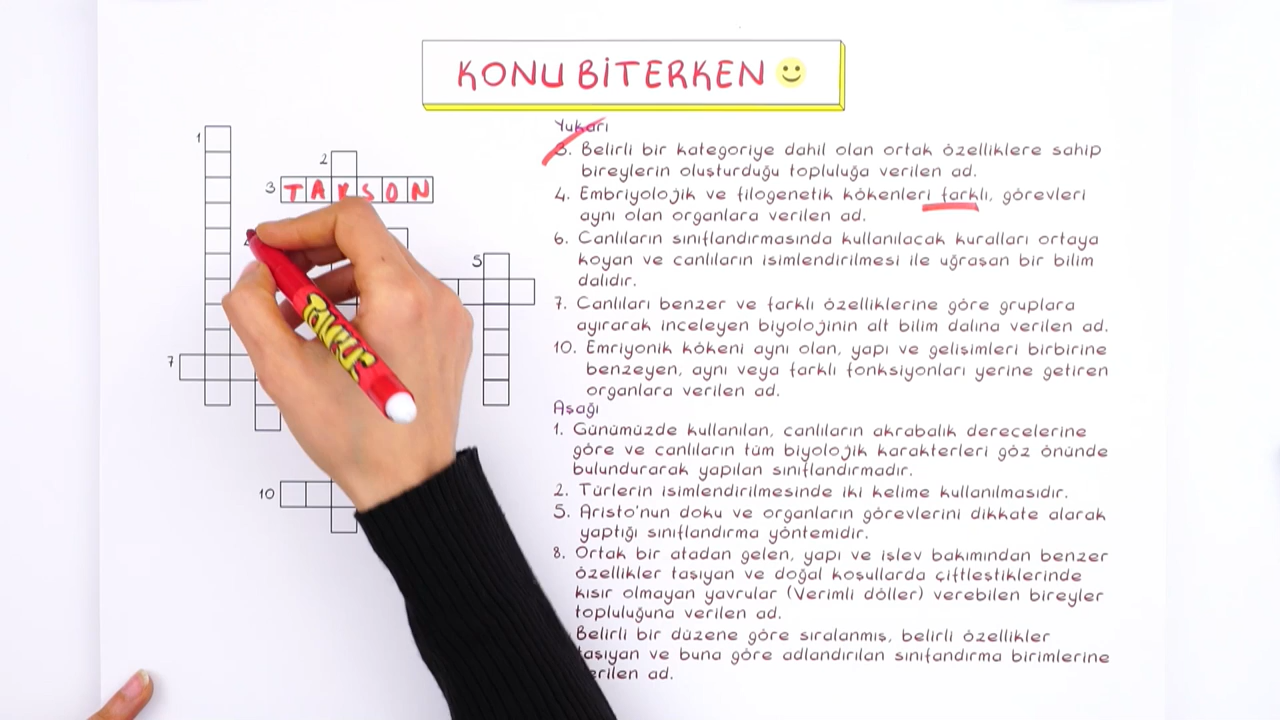 KONU BİTERKEN
Yukarı
3. Belirli bir kategoriye dahil olan ortak özelliklere sahip
bireylerin oluşturduğu topluluğa verilen ad.
4. Embriyolojik ve filogenetik kökenleri farklı, görevleri
aynı olan organlara verilen ad.
6. Canlıların sınıflandırmasında kullanılacak kuralları ortaya
koyan ve canlıların isimlendirilmesi ile uğraşan bir bilim
dalıdır.
7. Canlıları benzer ve farklı özelliklerine göre gruplara
ayırarak inceleyen biyolojinin alt bilim dalına verilen ad.
10. Emriyonik kökeni aynı olan, yapı ve gelişimleri birbirine
benzeyen, aynı veya farklı fonksiyonları yerine getiren
organlara verilen ad.
Aşağı
1. Günümüzde kullanılan, canlıların akrabalık derecelerine
göre ve canlıların tüm biyolojik karakterleri göz önünde
bulundurarak yapılan sınıflandırmadır.
2. Türlerin isimlendirilmesinde iki kelime kullanılmasıdır.
5. Aristo'nun doku ve organların görevlerini dikkate alarak
yaptığı sınıflandırma yöntemidir.
8. Ortak bir atadan gelen, yapı ve işlev bakımından benzer
özellikler taşıyan ve doğal koşullarda çiftleştiklerinde
kısır olmayan yavrular (Verimli döller) verebilen bireyler
topluluğuna verilen ad.
Belirli bir düzene göre sıralanmış, belirli özellikler
taşıyan ve buna göre adlandırılan sınıfandırma birimlerine
verilen ad.
1
2
3 TAKSON
5
7
10
Taurus